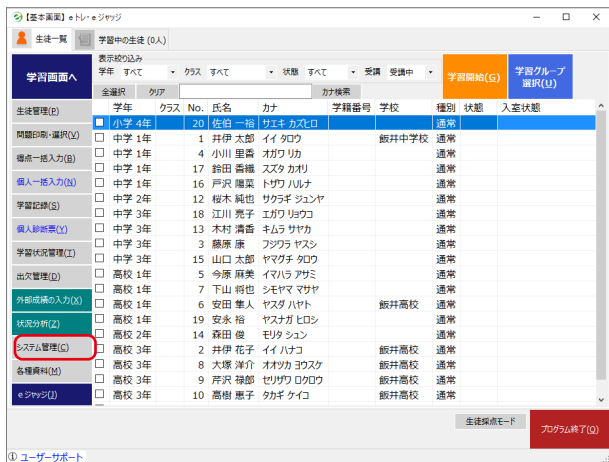 【基本画面】eトレ・eジャッジ
生徒一覧 学習中の生徒 (0人)
学習画面へ
表示絞り込み
学年 すべて クラス すべて 状態 すべて 受講 受講中
全選択 クリア カナ検索
学習開始(G)
学習グループ
選択(U)
生徒管理(P)
問題印刷・選択(V)
得点一括入力(B)
個人一括入力(N)
学習記録(S)
個人診断票(Y)
学習状況管理(T)
出欠管理(D)
外部成績の入力(X)
状況分析(Z)
システム管理(C)
各種資料(M)
eジャッジ(J)
学年 クラス No. 氏名 カナ 学籍番号 学校 種別 状態 入室状態
小学 4年 20 佐伯 一裕 サエキ カズヒロ 通常
中学 1年 1 井伊 太郎 イイ タロウ 飯井中学校 通常
中学 1年 4 小川 里香 オガワ リカ 通常
中学 1年 17 鈴田 香織 スズタ カオリ 通常
中学 1年 16 戸沢 陽菜 トザワ ハルナ 通常
中学 2年 12 桜木 純也 サクラギ ジュンヤ 通常
中学 3年 18 江川 亮子 エガワ リョウコ 通常
中学 3年 13 木村 清香 キムラ サヤカ 通常
中学 3年 3 藤原 康 フジワラ ヤスシ 通常
中学 3年 15 山口 太郎 ヤマグチ タロウ 通常
高校 1年 5 今原 麻美 イマハラ アサミ 通常
高校 1年 7 下山 将也 シモヤマ マサヤ 通常
高校 1年 6 安田 隼人 ヤスダ ハヤト 飯井高校 通常
高校 1年 19 安永 裕 ヤスナガ ヒロシ 通常
高校 2年 14 森田 俊 モリタ シュン 通常
高校 3年 2 井伊 花子 イイ ハナコ 飯井高校 通常
高校 3年 8 大塚 洋介 オオツカ ヨウスケ 飯井高校 通常
高校 3年 9 芹沢 禄郎 セリザワ ロクロウ 飯井高校 通常
高校 3年 10 高樹 恵子 タカギ ケイコ 飯井高校 通常
生徒採点モード
プログラム終了(Q)
① ユーザーサポート